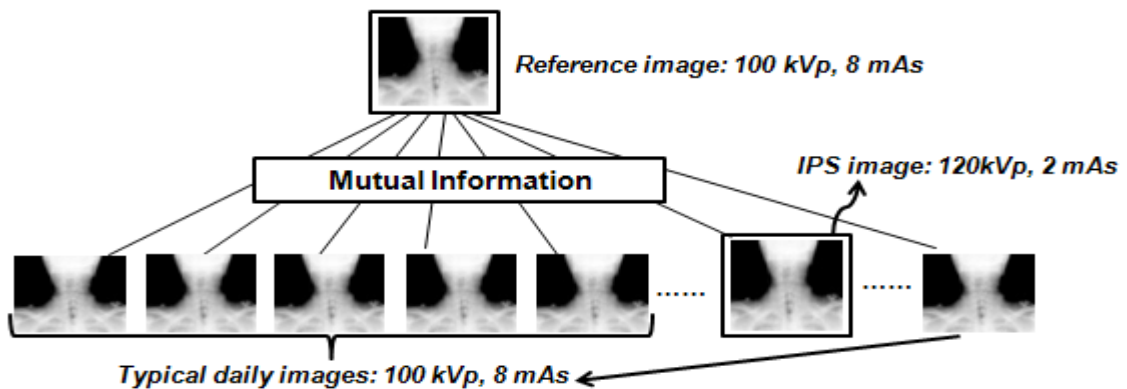 Reference image: 100 kVp, 8 mAs
Mutual Information
IPS image: 120kVp, 2 mAs
......
......
Typical daily images: 100 kVp, 8 mAs